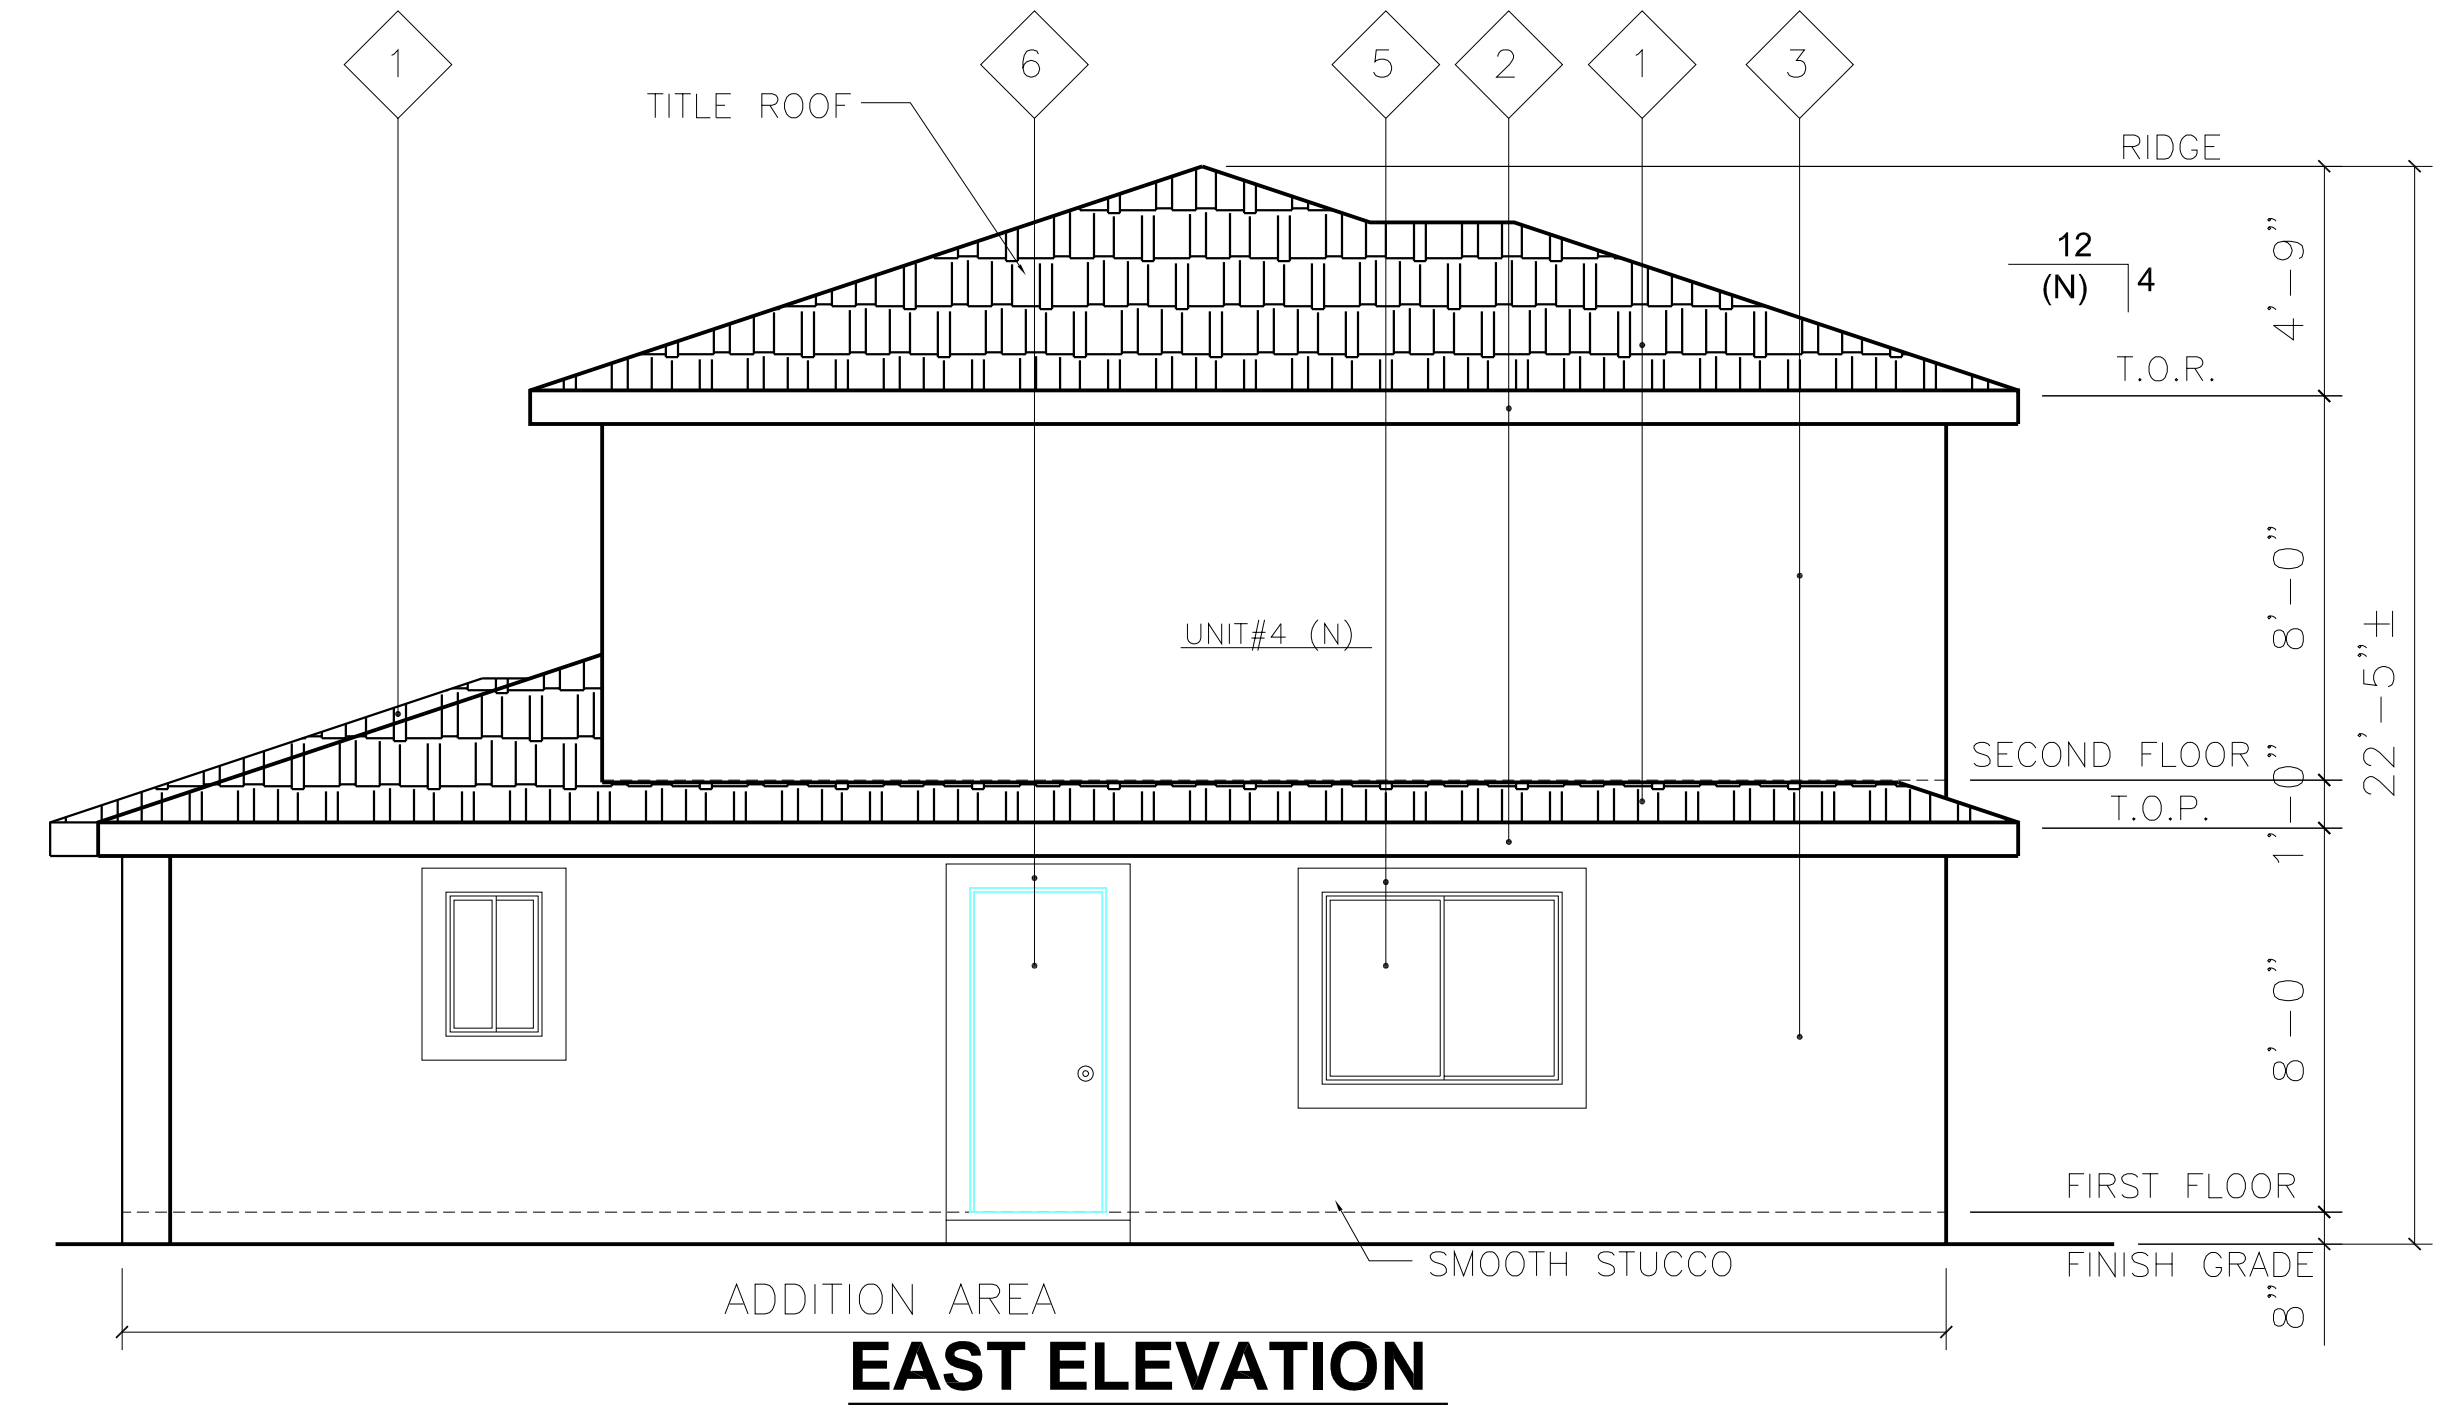 1
6
5
2
1
3
TITLE ROOF
RIDGE
12
(N) 4
4'-9"
T.O.R.
8'-0"
UNIT#4 (N)
22'-5"±
SECOND FLOOR
1'-0"
T.O.P.
8'-0"
FIRST FLOOR
SMOOTH STUCCO
FINISH GRADE
8"
ADDITION AREA
EAST ELEVATION